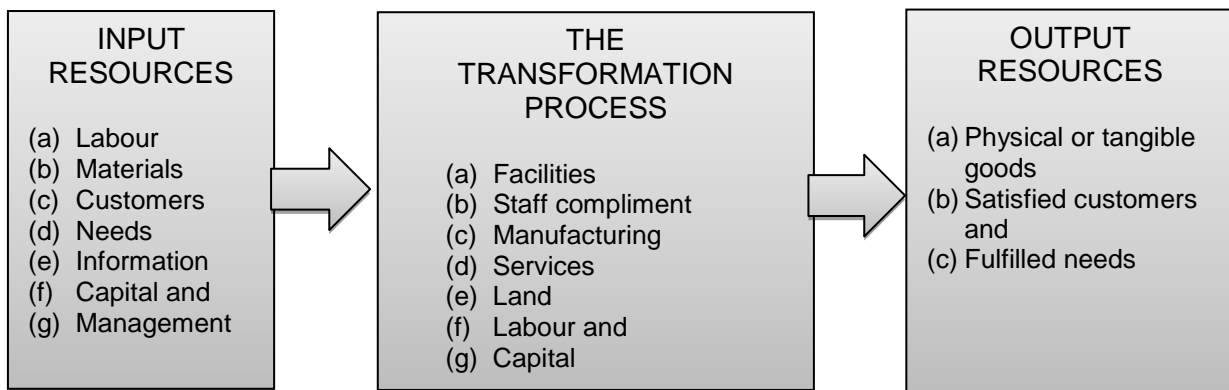 INPUT
RESOURCES
(a) Labour
(b) Materials
(c) Customers
(d) Needs
(e) Information
(f) Capital and
(g) Management
THE
TRANSFORMATION
PROCESS
(a) Facilities
(b) Staff compliment
(c) Manufacturing
(d) Services
(e) Land
(f) Labour and
(g) Capital
OUTPUT
RESOURCES
(a) Physical or tangible
goods
(b) Satisfied customers
and
(c) Fulfilled needs